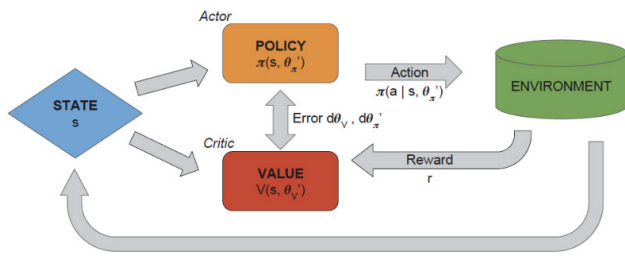 Actor
POLICY
π(s, θπ')
STATE
s
Action
π(a | s, θπ')
ENVIRONMENT
Error dθV , dθπ'
Critic
VALUE
V(s, θV')
Reward
r